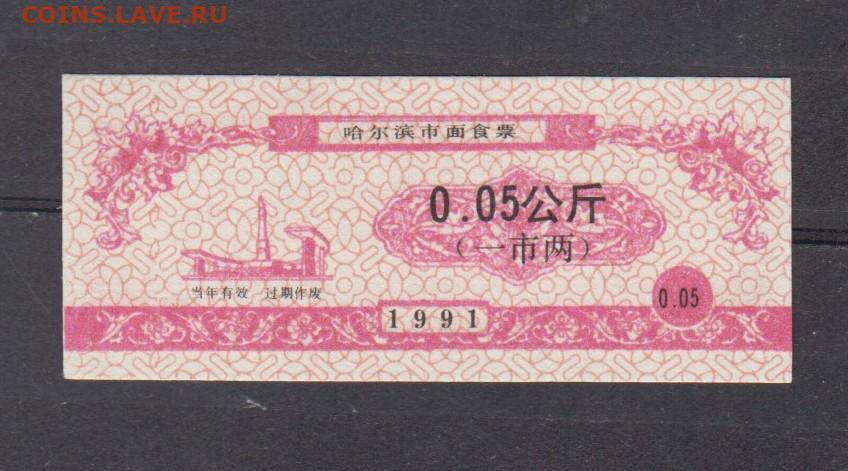 COINS.LAVE.RU
哈尔滨市面食票
0.05公斤
（一市两）
当年有效 过期作废
0.05
1991